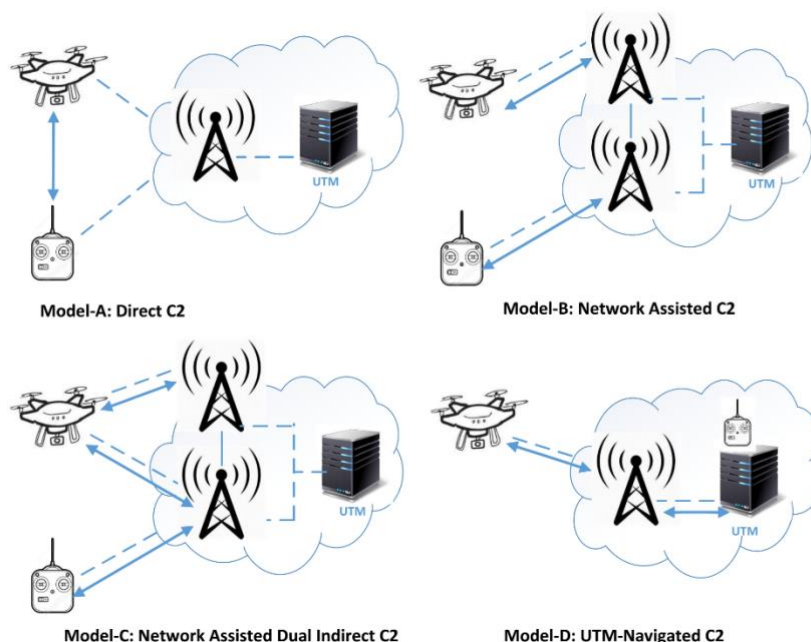 UTM
Model-A: Direct C2
UTM
Model-B: Network Assisted C2
UTM
Model-C: Network Assisted Dual Indirect C2
UTM
Model-D: UTM-Navigated C2